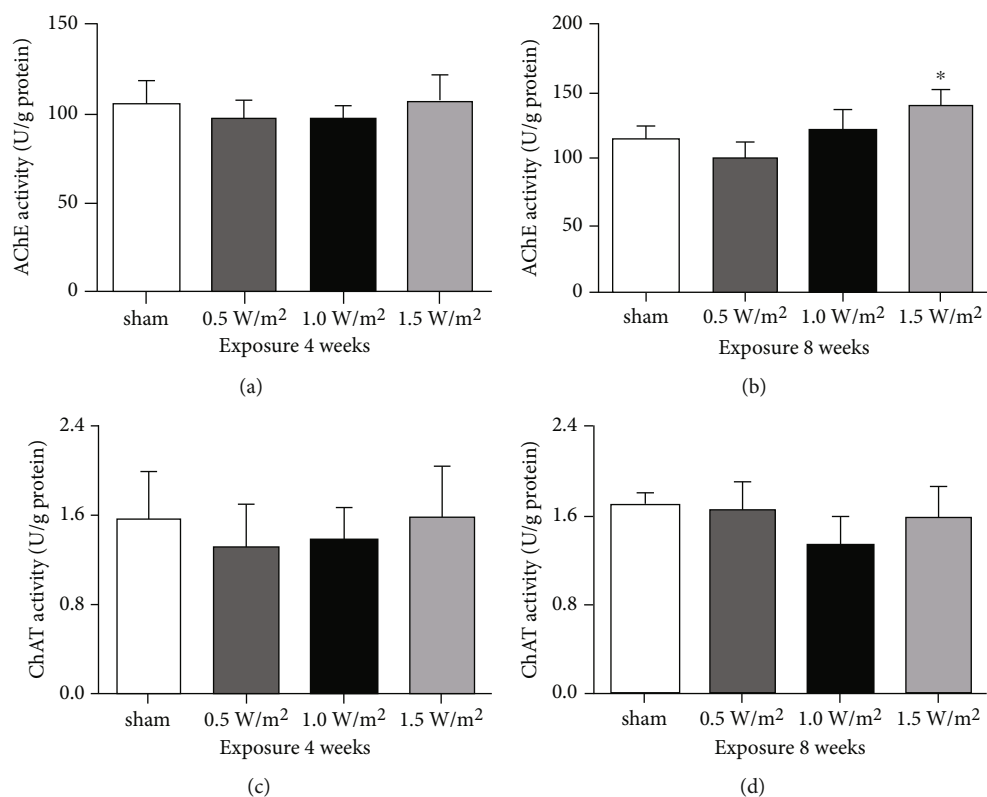 150
100
50
0
AChE activity (U/g protein)
sham
0.5 W/m2
1.0 W/m2
1.5 W/m2
Exposure 4 weeks
(a)
200
150
100
50
0
AChE activity (U/g protein)
*
sham
0.5 W/m2
1.0 W/m2
1.5 W/m2
Exposure 8 weeks
(b)
2.4
1.6
0.8
0.0
ChAT activity (U/g protein)
sham
0.5 W/m2
1.0 W/m2
1.5 W/m2
Exposure 4 weeks
(c)
2.4
1.6
0.8
0.0
ChAT activity (U/g protein)
sham
0.5 W/m2
1.0 W/m2
1.5 W/m2
Exposure 8 weeks
(d)